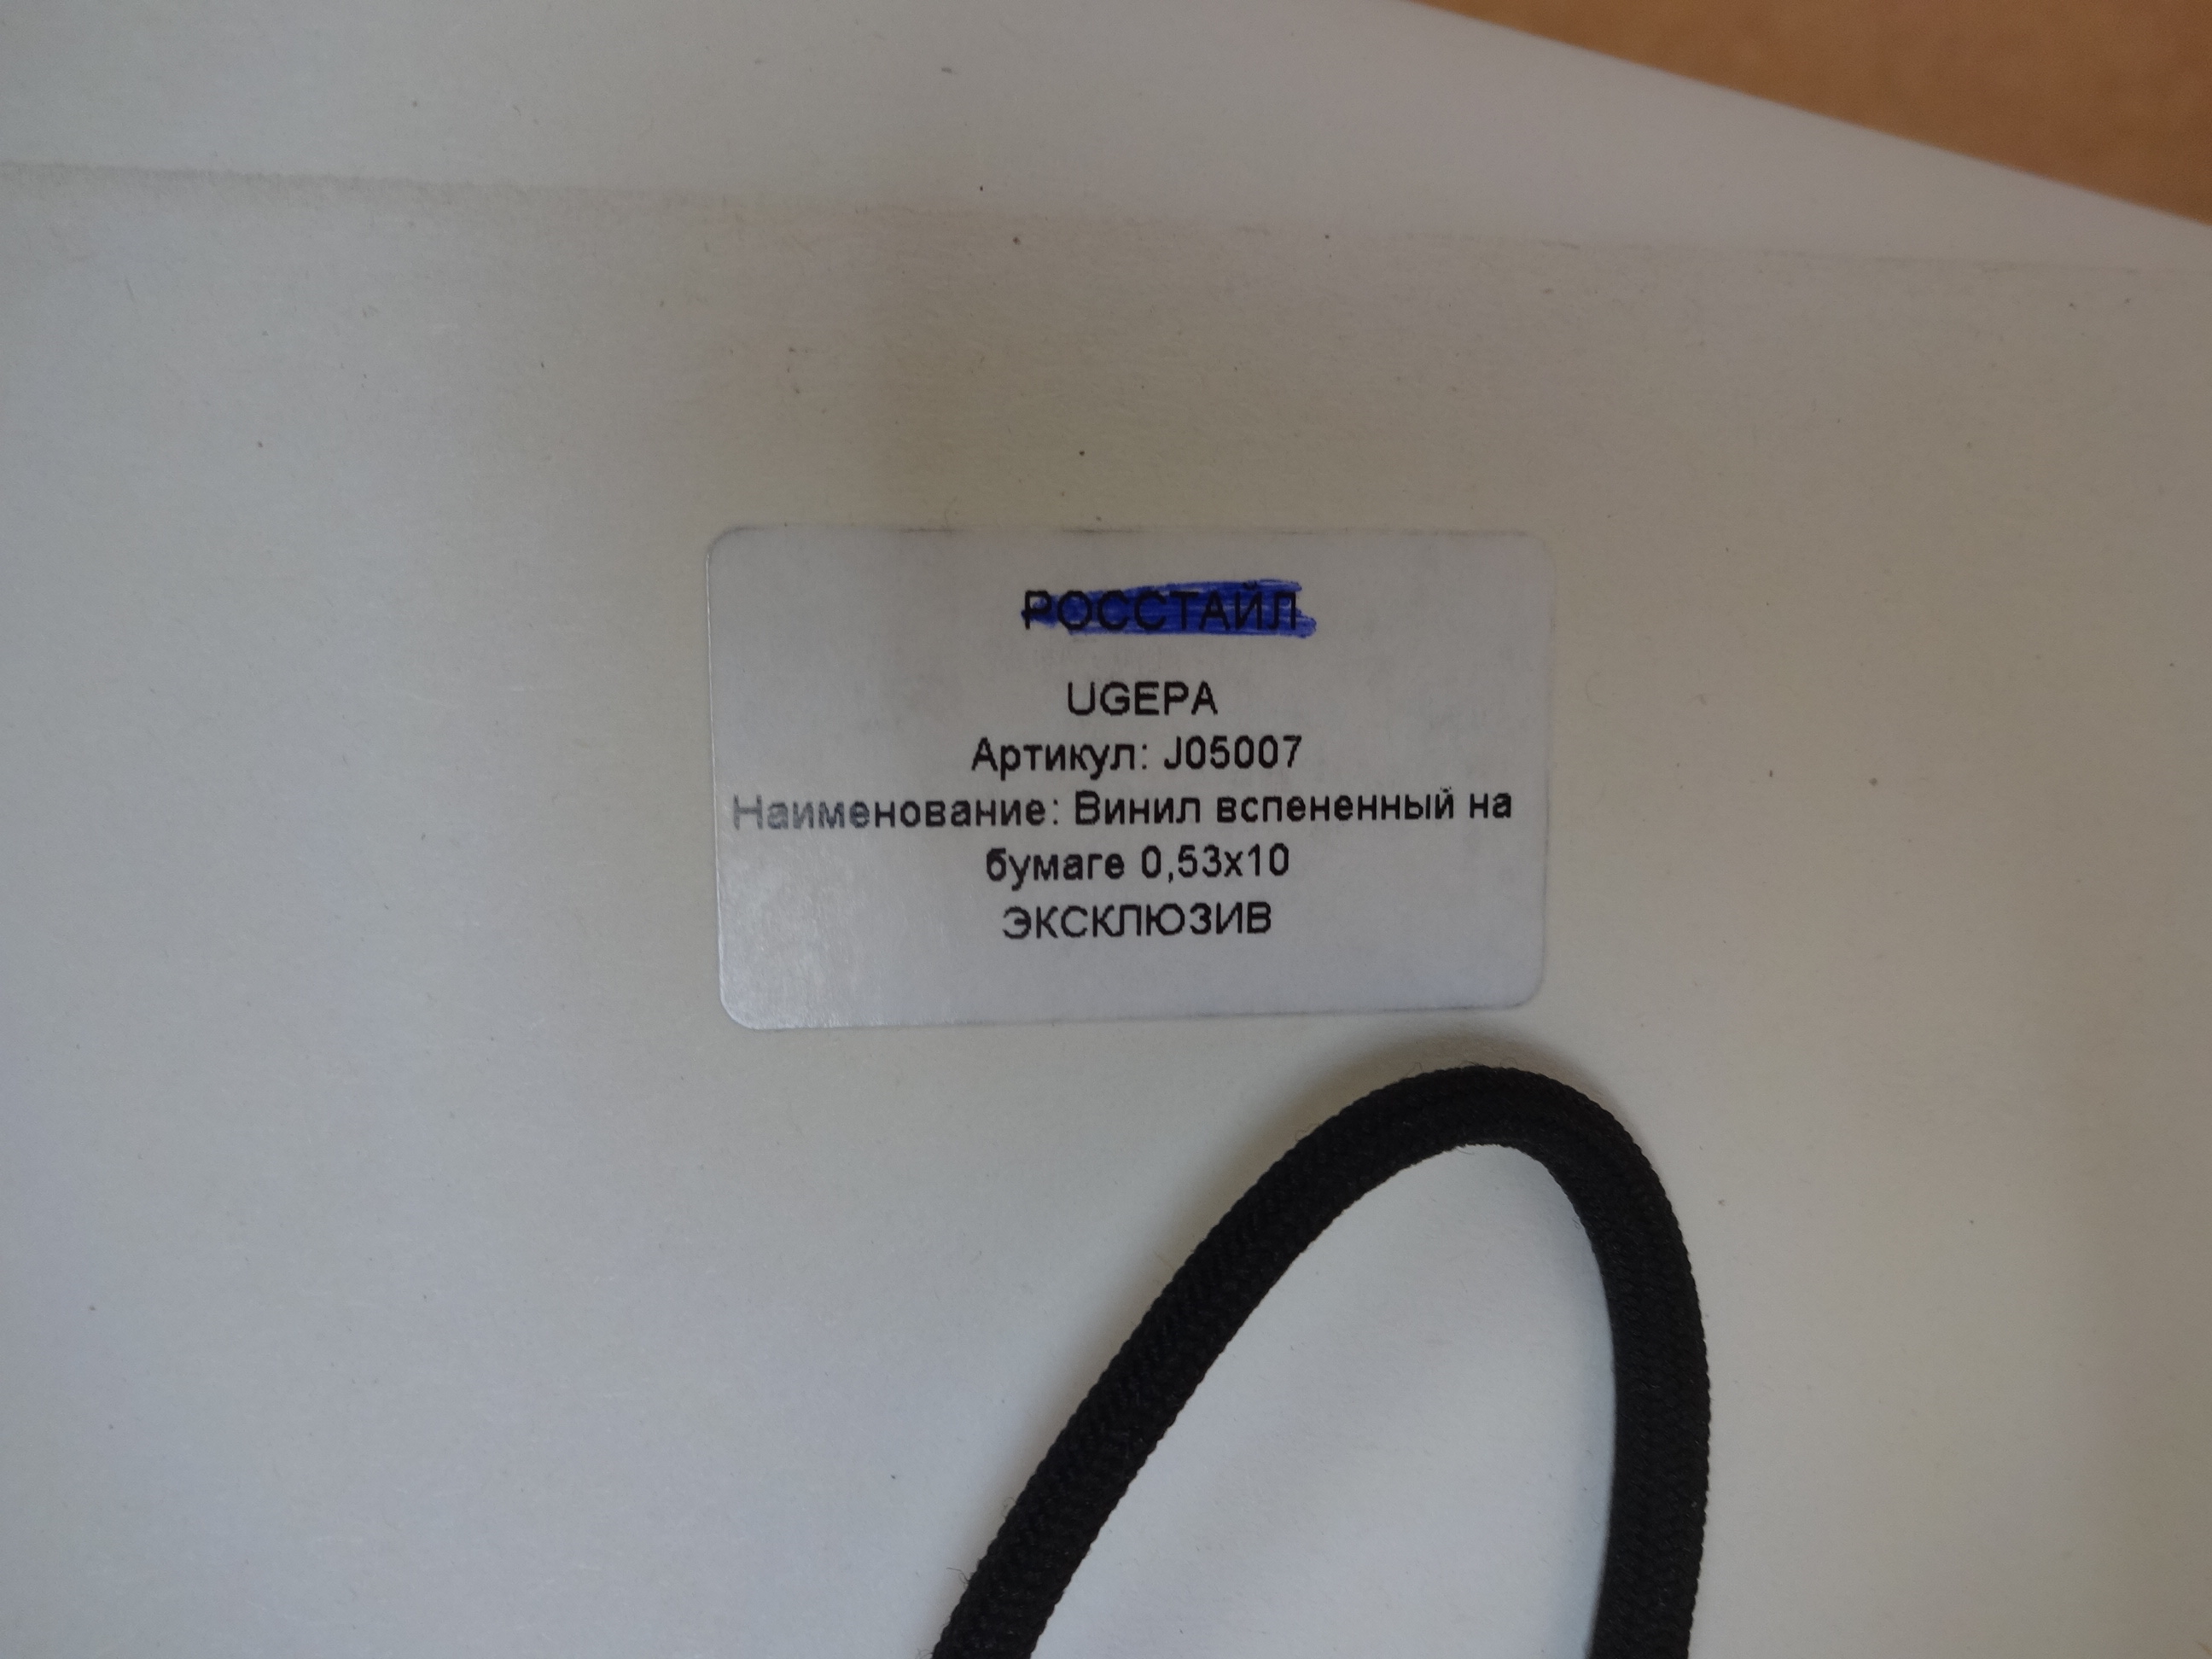 РОССТАЙЛ
UGEPA
Артикул: J05007
Наименование: Винил вспененный на
бумаге 0,53x10
ЭКСКЛЮЗИВ